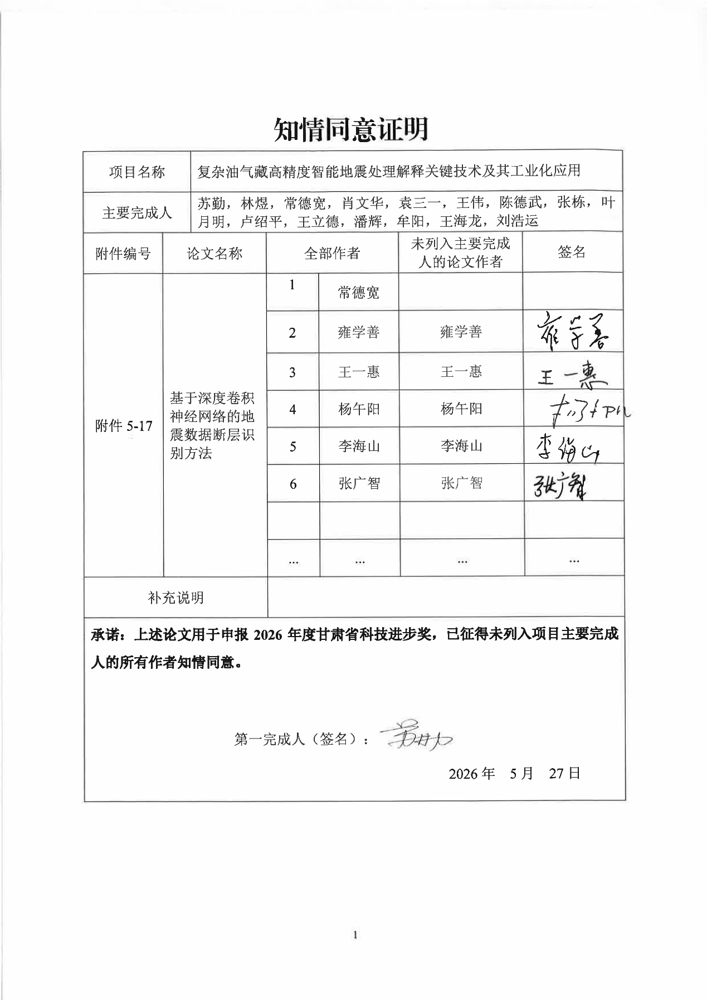 知情同意证明
项目名称
复杂油气藏高精度智能地震处理解释关键技术及其工业化应用
主要完成人
苏勤，林煜，常德宽，肖文华，袁三一，王伟，陈德武，张栋，叶
月明，卢绍平，王立德，潘辉，牟阳，王海龙，刘浩运
附件编号
论文名称
全部作者
未列入主要完成
人的论文作者
签名
附件 5-17
基于深度卷积
神经网络的地
震数据断层识
别方法
1 常德宽
2 雍学善 雍学善 雍学善
3 王一惠 王一惠 王一惠
4 杨午阳 杨午阳 杨午阳
5 李海山 李海山 李海山
6 张广智 张广智 张广智
... ... ... ...
补充说明
承诺：上述论文用于申报 2026 年度甘肃省科技进步奖，已征得未列入项目主要完成
人的所有作者知情同意。
第一完成人（签名）：苏勤
2026 年 5 月 27 日
1